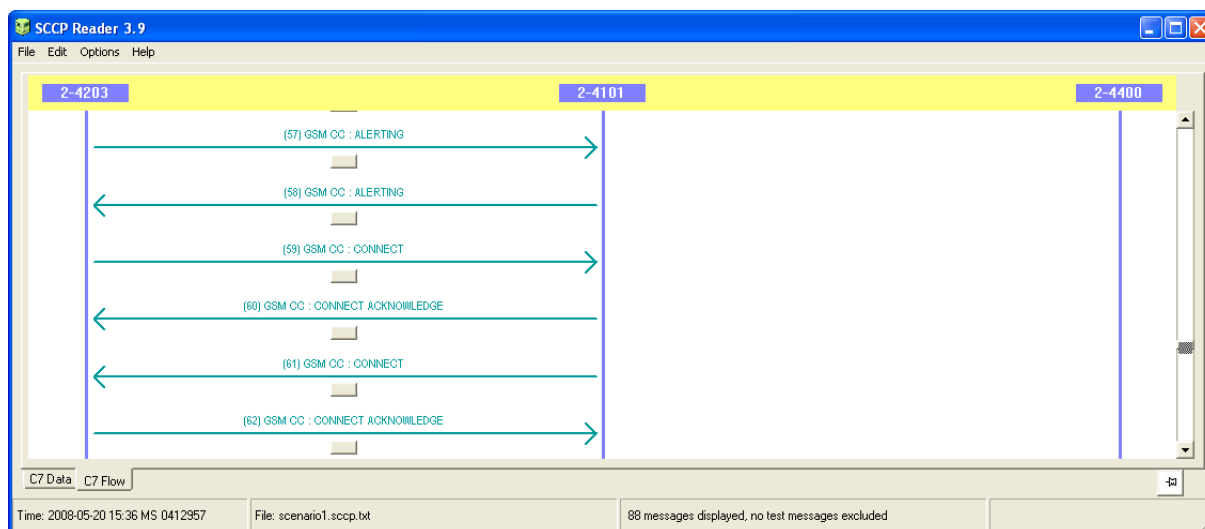 SCCP Reader 3.9
File Edit Options Help
2-4203 2-4101 2-4400
(57) GSM CC : ALERTING
(58) GSM CC : ALERTING
(59) GSM CC : CONNECT
(60) GSM CC : CONNECT ACKNOWLEDGE
(61) GSM CC : CONNECT
(62) GSM CC : CONNECT ACKNOWLEDGE
C7 Data C7 Flow
Time: 2008-05-20 15:36 MS 0412957 File: scenario1.sccp.txt 88 messages displayed, no test messages excluded